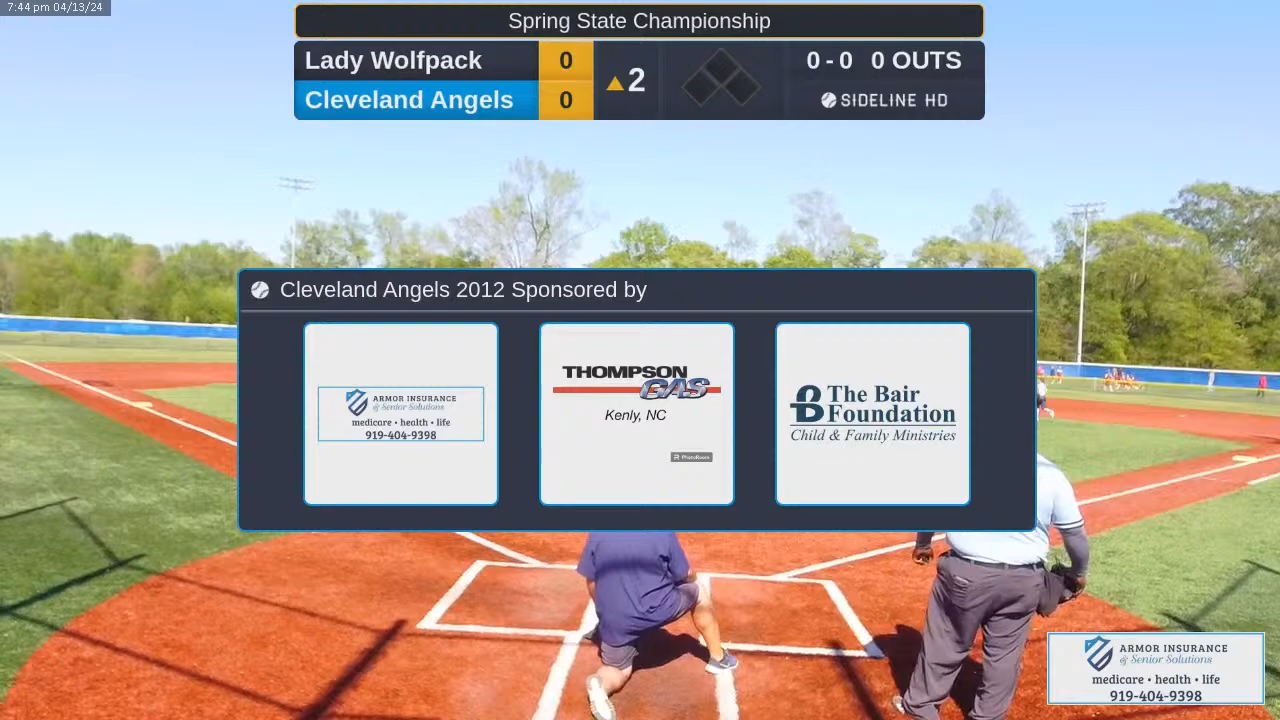 7:44 pm 04/13/24
Spring State Championship
Lady Wolfpack 0
Cleveland Angels 0
2
0 - 0 0 OUTS
SIDELINE HD
Cleveland Angels 2012 Sponsored by
ARMOR INSURANCE
& Senior Solutions
medicare • health • life
919-404-9398
THOMPSON
GAS
Kenly, NC
PhotoRoom
B The Bair
Foundation
Child & Family Ministries
ARMOR INSURANCE
& Senior Solutions
medicare • health • life
919-404-9398